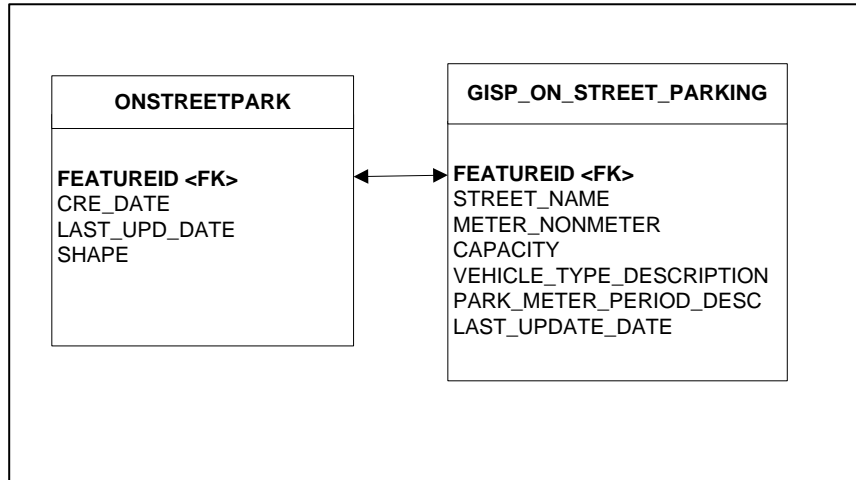 ONSTREETPARK
FEATUREID <FK>
CRE_DATE
LAST_UPD_DATE
SHAPE
GISP_ON_STREET_PARKING
FEATUREID <FK>
STREET_NAME
METER_NONMETER
CAPACITY
VEHICLE_TYPE_DESCRIPTION
PARK_METER_PERIOD_DESC
LAST_UPDATE_DATE